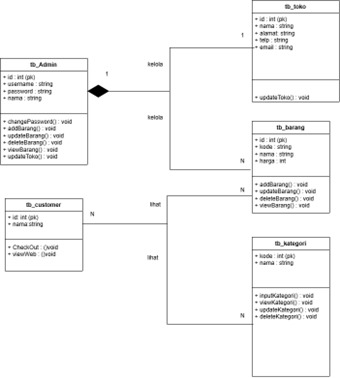 tb_toko
+ id : int (pk)
+ nama : string
+ alamat: string
+ telp : string
+ email : string
+ updateToko() : void
1
kelola
tb_Admin
+ id : int (pk)
+ username : string
+ password : string
+ nama : string
+ changePassword() : void
+ addBarang() : void
+ updateBarang() : void
+ deleteBarang() : void
+ viewBarang() : void
+ updateToko() : void
1
kelola
N
tb_barang
+ id : int (pk)
+ kode : string
+ nama : string
+ harga : int
+ addBarang() : void
+ updateBarang() : void
+ deleteBarang() : void
+ viewBarang() : void
tb_customer
+ id: int (pk)
+ nama:string
+ CheckOut : ()void
+ viewWeb : ()void
N
lihat
N
lihat
N
tb_kategori
+ kode : int (pk)
+ nama : string
+ inputKategori() : void
+ viewKategori() : void
+ updateKategori() : void
+ deleteKategori() : void